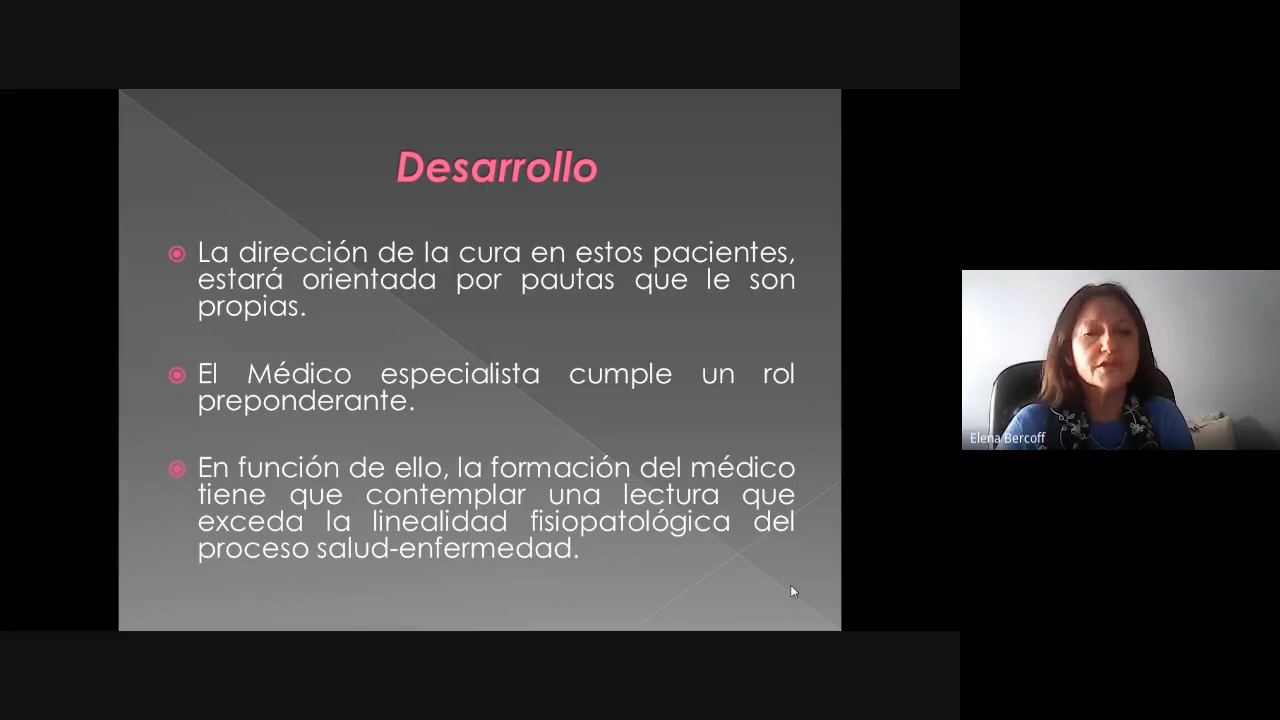 Desarrollo
La dirección de la cura en estos pacientes,
estará orientada por pautas que le son
propias.
El Médico especialista cumple un rol
preponderante.
En función de ello, la formación del médico
tiene que contemplar una lectura que
exceda la linealidad fisiopatológica del
proceso salud-enfermedad.
Elena Bercoff